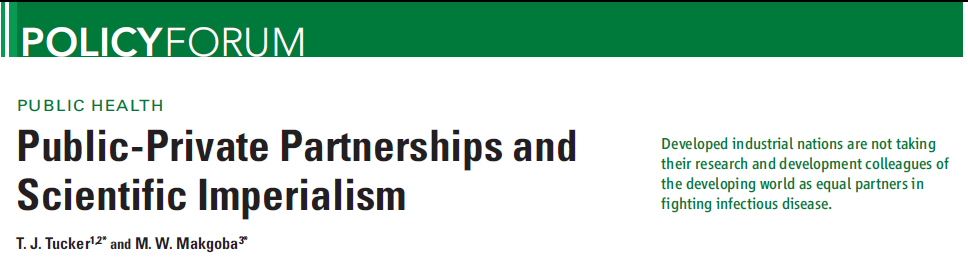 POLICYFORUM
PUBLIC HEALTH
Public-Private Partnerships and
Scientific Imperialism
T. J. Tucker1,2* and M. W. Makgoba3*
Developed industrial nations are not taking
their research and development colleagues of
the developing world as equal partners in
fighting infectious disease.